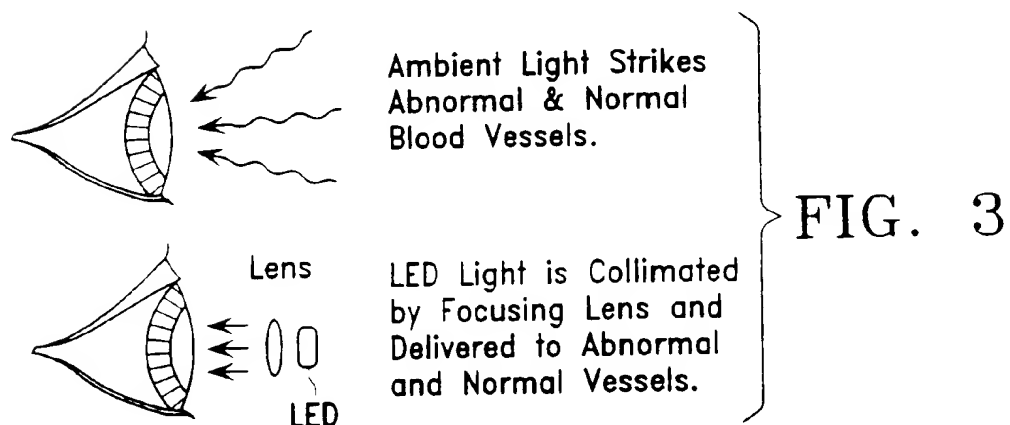 Ambient Light Strikes
Abnormal & Normal
Blood Vessels.
FIG. 3
Lens
LED
LED Light is Collimated
by Focusing Lens and
Delivered to Abnormal
and Normal Vessels.